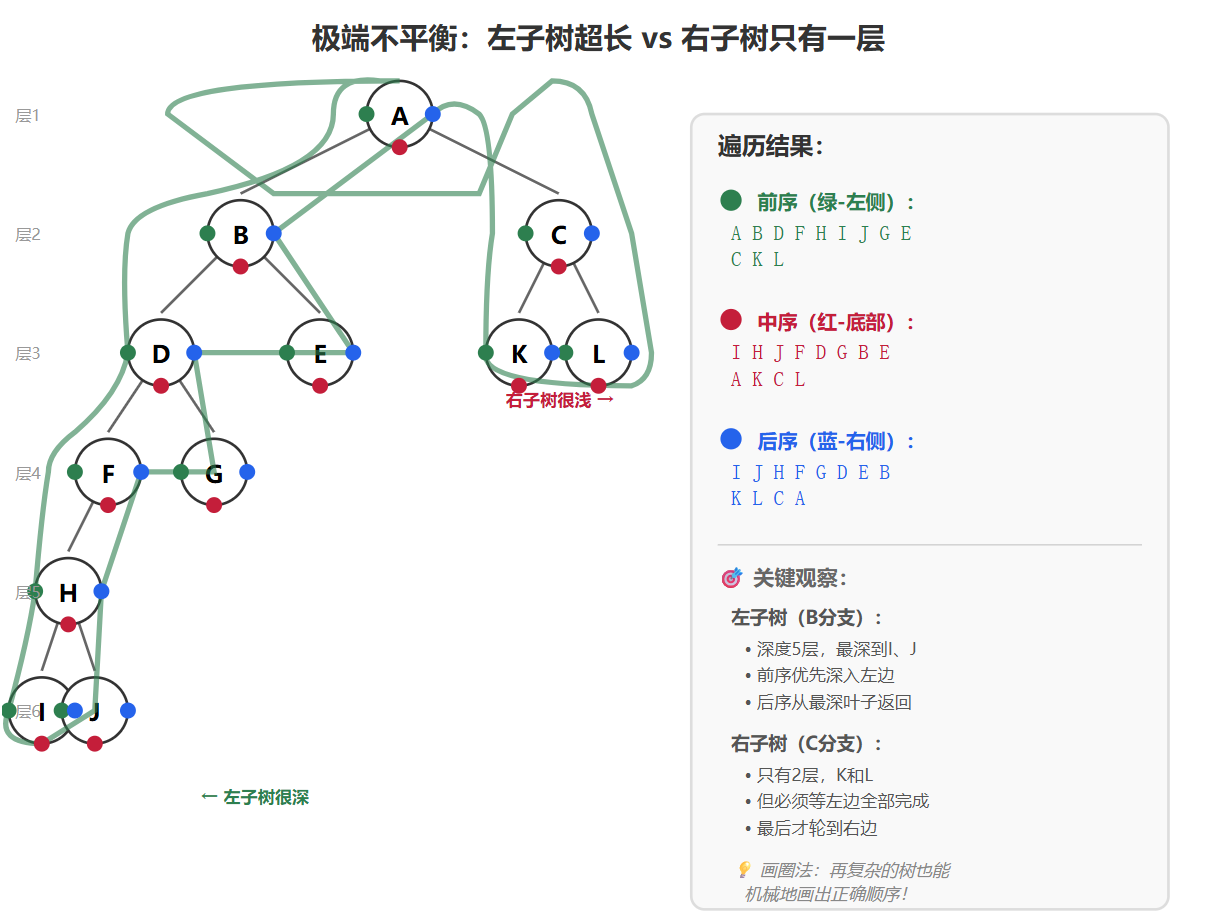 极端不平衡：左子树超长 vs 右子树只有一层
层1
A
层2
B
C
层3
D
E
K
L
右子树很浅 →
层4
F
G
层5
H
层6
I
J
← 左子树很深
遍历结果：
前序（绿-左侧）：
A B D F H I J G E
C K L
中序（红-底部）：
I H J F D G B E
A K C L
后序（蓝-右侧）：
I J H F G D E B
K L C A
🎯 关键观察：
左子树（B分支）：
• 深度5层，最深到I、J
• 前序优先深入左边
• 后序从最深叶子返回
右子树（C分支）：
• 只有2层，K和L
• 但必须等左边全部完成
• 最后才轮到右边
💡 画圈法：再复杂的树也能
机械地画出正确顺序！